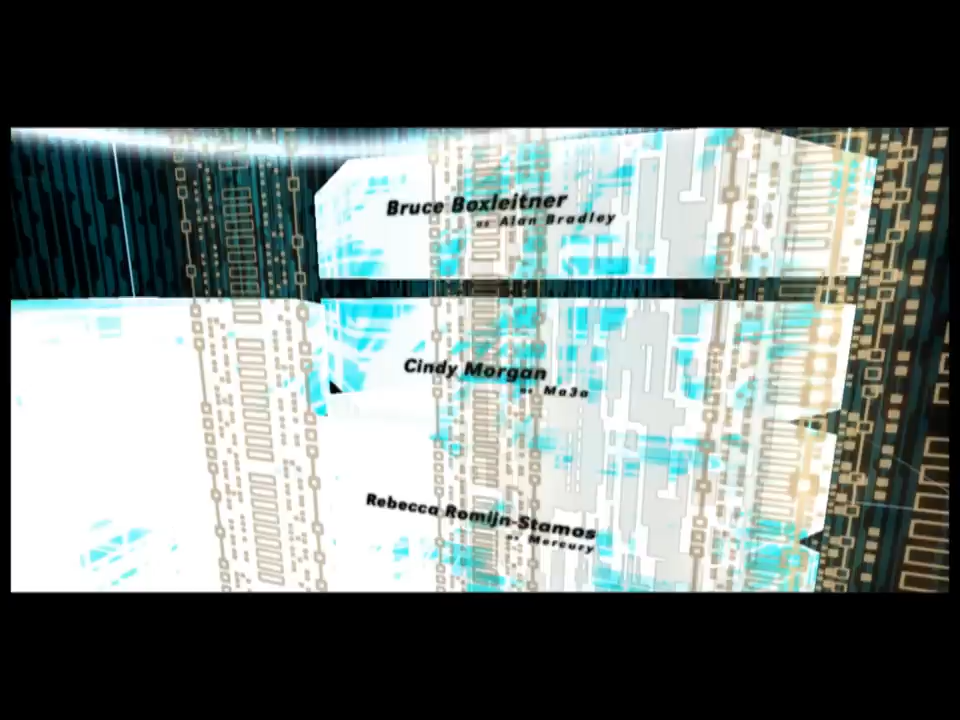 Bruce Boxleitner
as Alan Bradley
Cindy Morgan
as Ma3a
Rebecca Romijn-Stamos
as Mercury